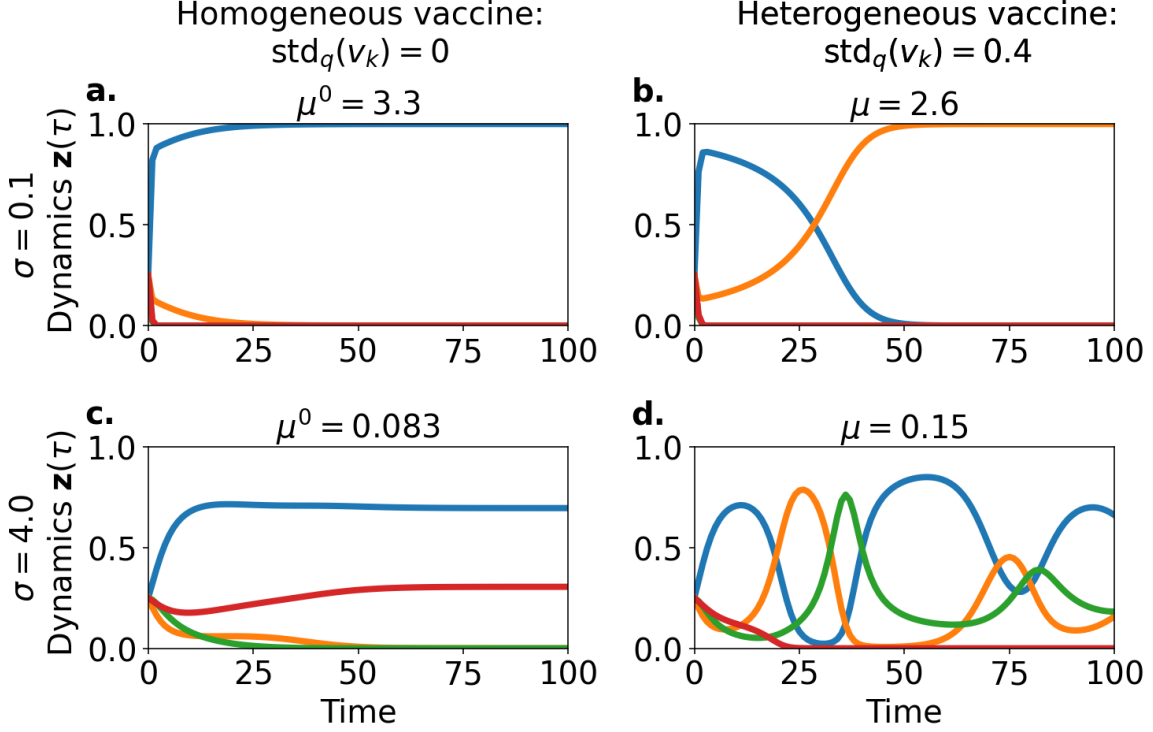 Homogeneous vaccine:
std_q(v_k) = 0
Heterogeneous vaccine:
std_q(v_k) = 0.4
a.
μ⁰ = 3.3
b.
μ = 2.6
σ = 0.1
Dynamics z(τ)
1.0
0.5
0.0
0 25 50 75 100
1.0
0.5
0.0
0 25 50 75 100
c.
μ⁰ = 0.083
d.
μ = 0.15
σ = 4.0
Dynamics z(τ)
1.0
0.5
0.0
0 25 50 75 100
Time
1.0
0.5
0.0
0 25 50 75 100
Time